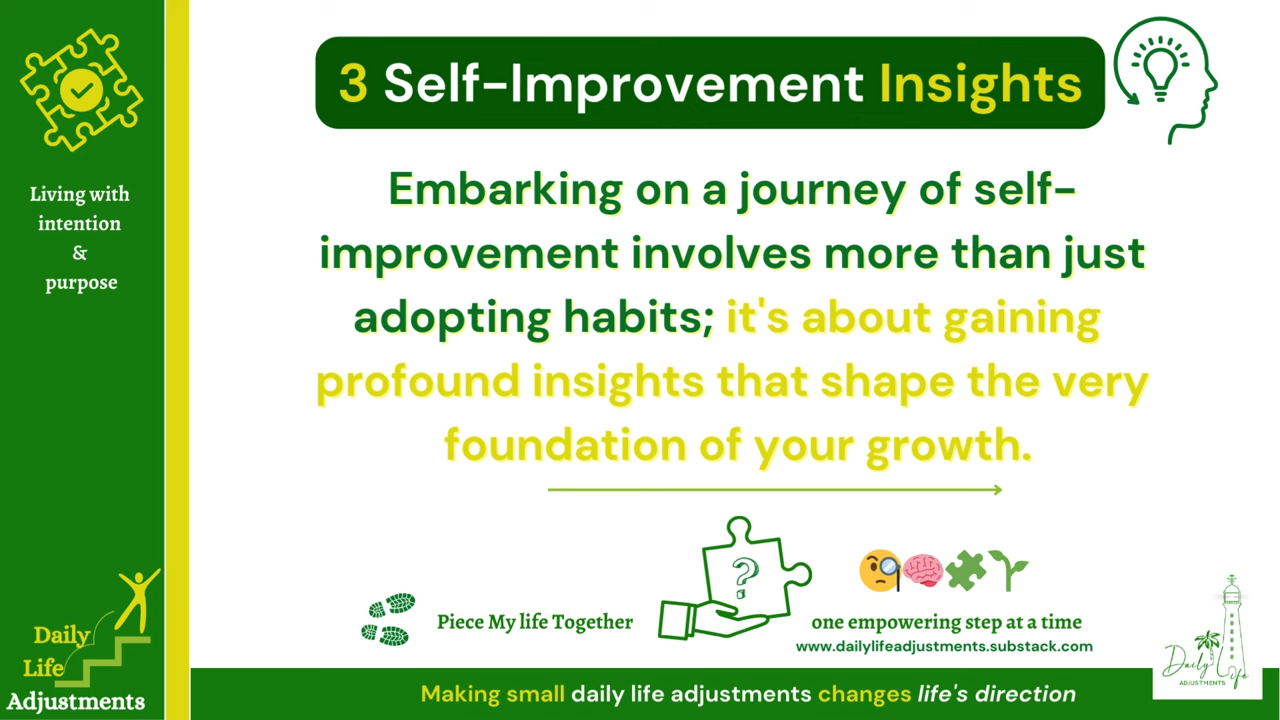 3 Self-Improvement Insights
Living with
intention
&
purpose
Embarking on a journey of self-
improvement involves more than just
adopting habits; it's about gaining
profound insights that shape the very
foundation of your growth.
?
Piece My life Together
one empowering step at a time
www.dailylifeadjustments.substack.com
Daily
Life
Adjustments
Making small daily life adjustments changes life's direction
Daily Life
ADJUSTMENTS